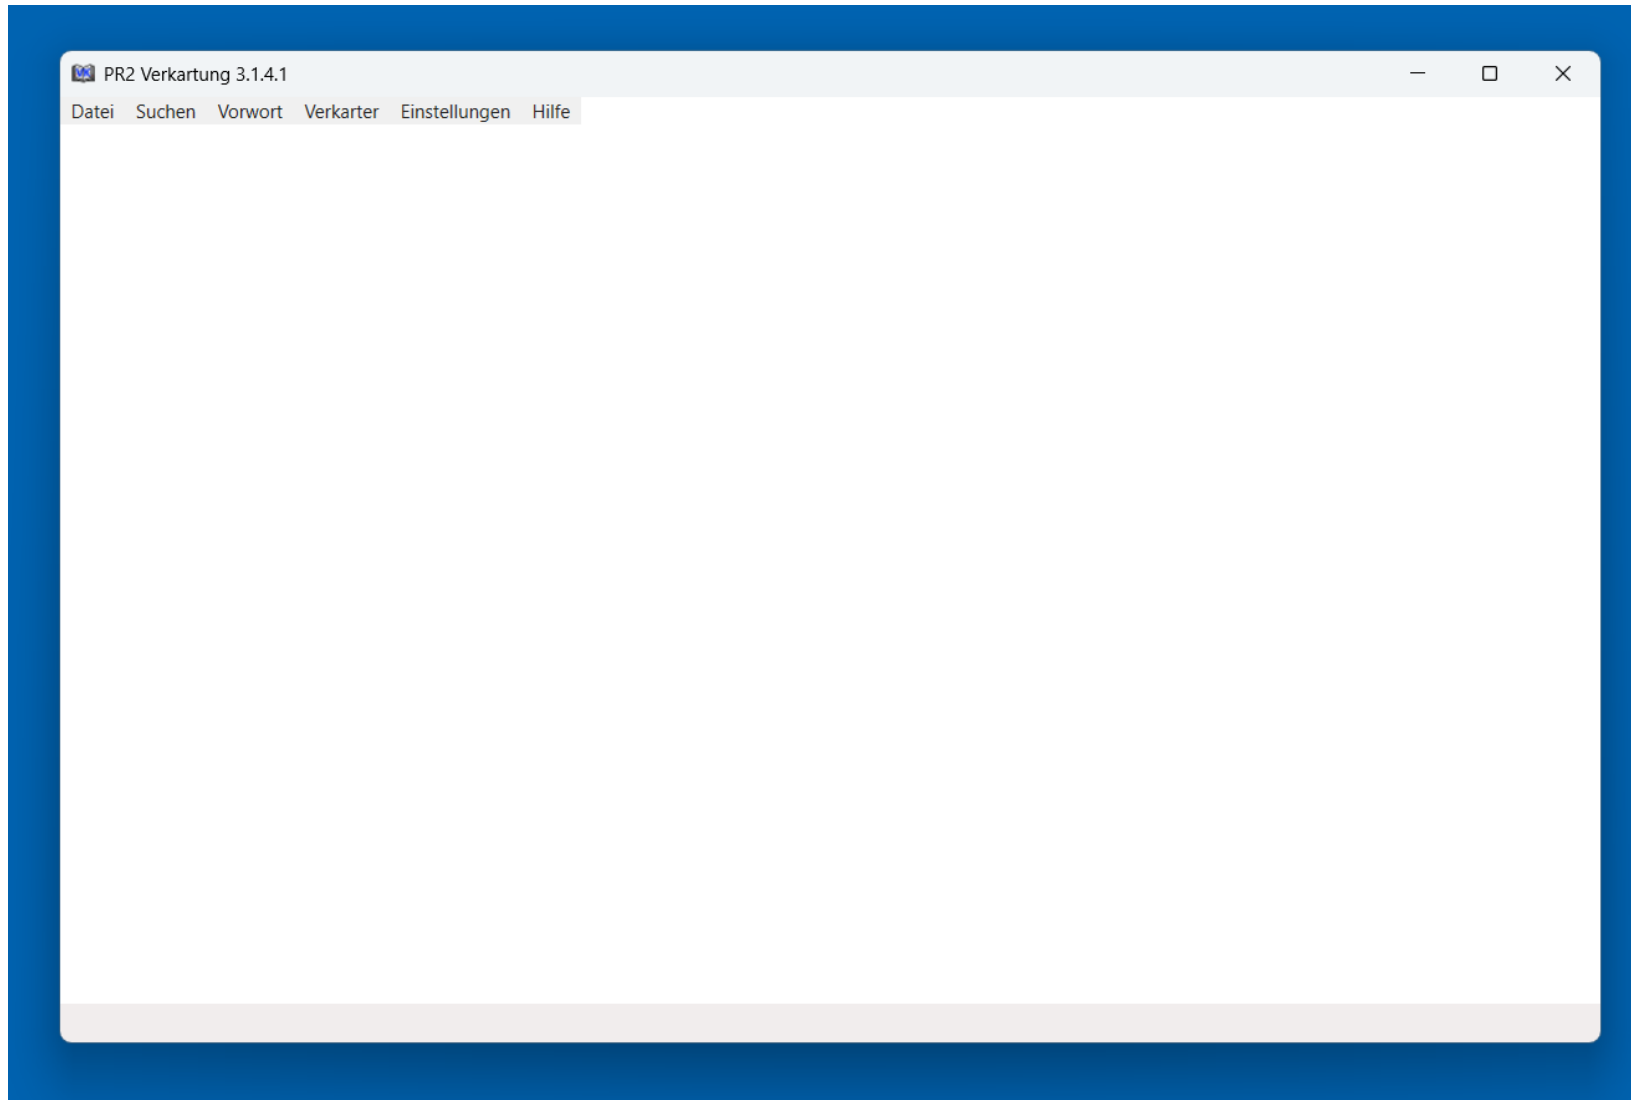 PR2 Verkartung 3.1.4.1
Datei Suchen Vorwort Verkarter Einstellungen Hilfe